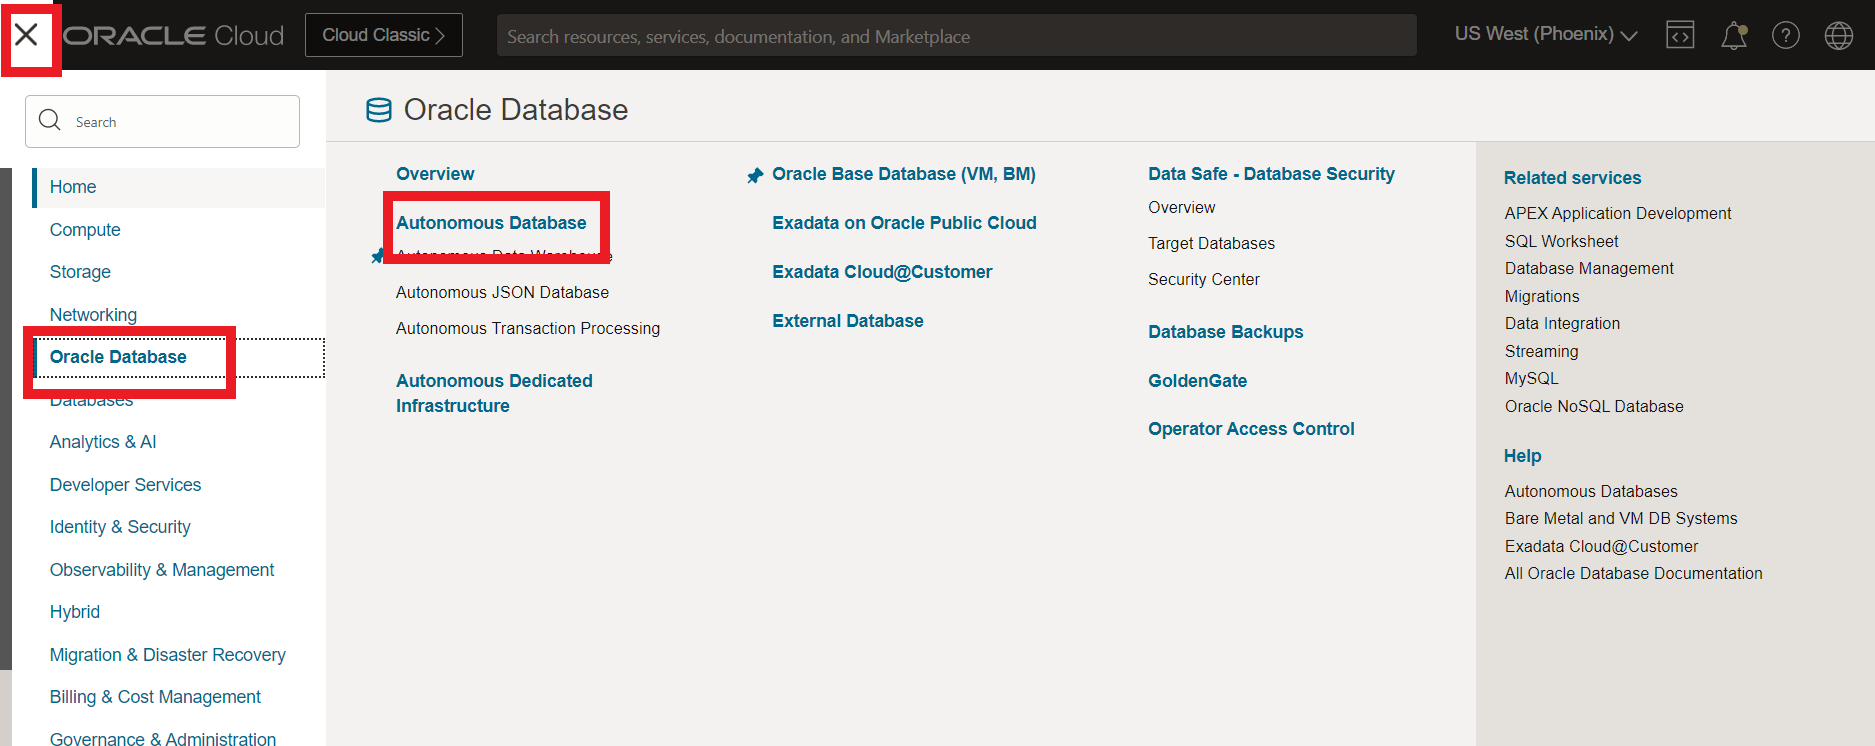 ORACLE Cloud
Cloud Classic
Search resources, services, documentation, and Marketplace
US West (Phoenix)
Search
Home
Compute
Storage
Networking
Oracle Database
Databases
Analytics & AI
Developer Services
Identity & Security
Observability & Management
Hybrid
Migration & Disaster Recovery
Billing & Cost Management
Governance & Administration
Oracle Database
Overview
Autonomous Database
Autonomous Data Warehouse
Autonomous JSON Database
Autonomous Transaction Processing
Autonomous Dedicated
Infrastructure
Oracle Base Database (VM, BM)
Exadata on Oracle Public Cloud
Exadata Cloud@Customer
External Database
Data Safe - Database Security
Overview
Target Databases
Security Center
Database Backups
GoldenGate
Operator Access Control
Related services
APEX Application Development
SQL Worksheet
Database Management
Migrations
Data Integration
Streaming
MySQL
Oracle NoSQL Database
Help
Autonomous Databases
Bare Metal and VM DB Systems
Exadata Cloud@Customer
All Oracle Database Documentation